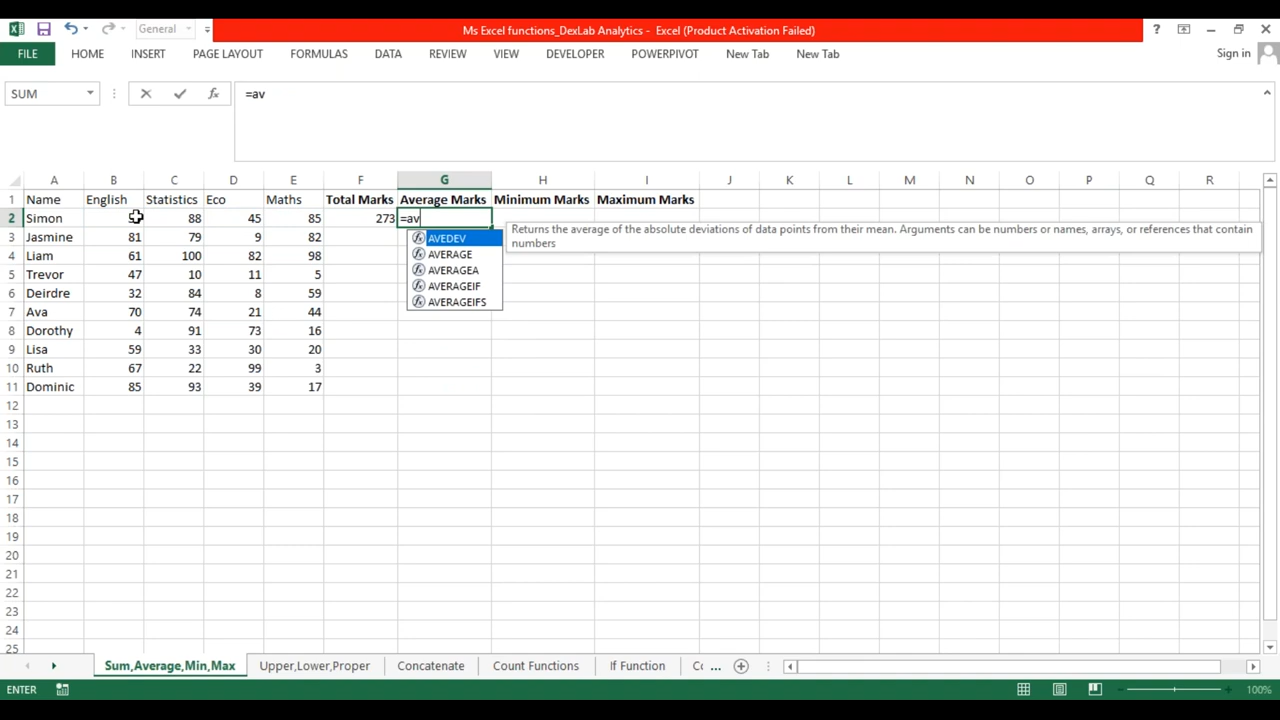 General
Ms Excel functions_DexLab Analytics - Excel (Product Activation Failed)
?
FILE HOME INSERT PAGE LAYOUT FORMULAS DATA REVIEW VIEW DEVELOPER POWERPIVOT New Tab New Tab Sign in
SUM fx =av
A B C D E F G H I J K L M N O P Q R
1 Name English Statistics Eco Maths Total Marks Average Marks Minimum Marks Maximum Marks
2 Simon 88 45 85 273 =av
3 Jasmine 81 79 9 82
4 Liam 61 100 82 98
5 Trevor 47 10 11 5
6 Deirdre 32 84 8 59
7 Ava 70 74 21 44
8 Dorothy 4 91 73 16
9 Lisa 59 33 30 20
10 Ruth 67 22 99 3
11 Dominic 85 93 39 17
12
13
14
15
16
17
18
19
20
21
22
23
24
25
fx AVEDEV
fx AVERAGE
fx AVERAGEA
fx AVERAGEIF
fx AVERAGEIFS
Returns the average of the absolute deviations of data points from their mean. Arguments can be numbers or names, arrays, or references that contain
numbers
Sum,Average,Min,Max Upper,Lower,Proper Concatenate Count Functions If Function ...
ENTER 100%